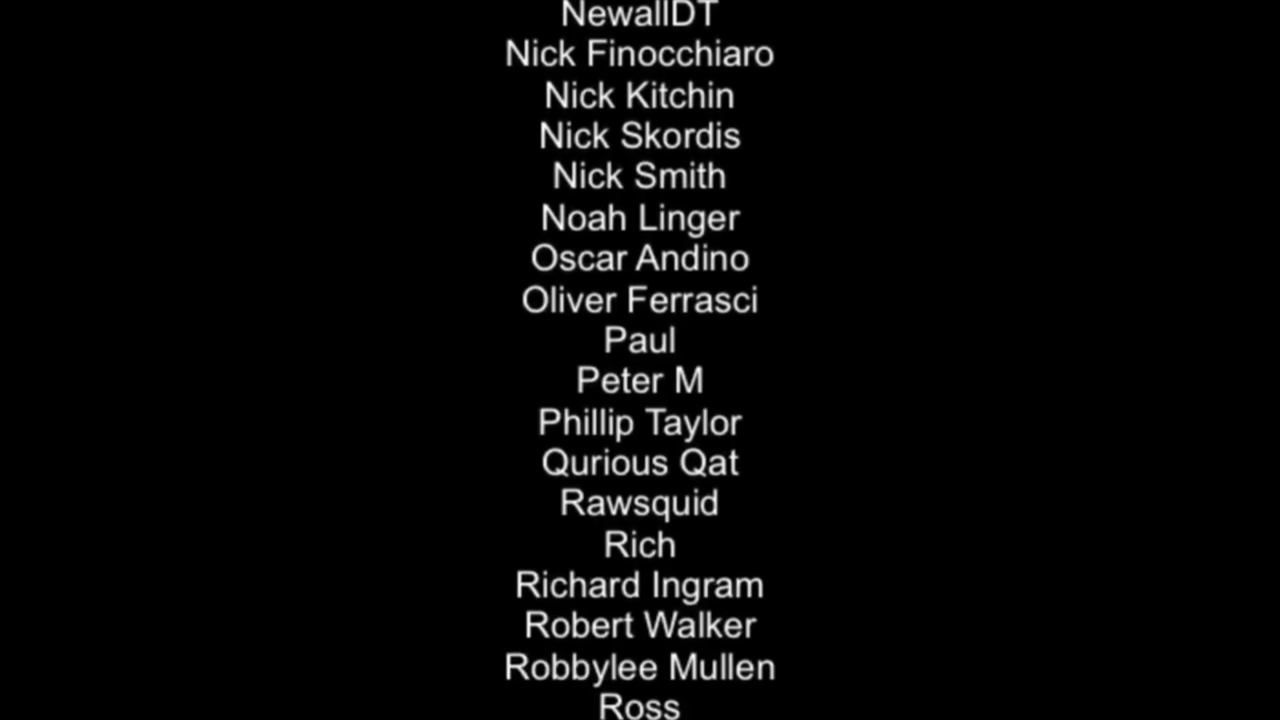 NewallDT
Nick Finocchiaro
Nick Kitchin
Nick Skordis
Nick Smith
Noah Linger
Oscar Andino
Oliver Ferrasci
Paul
Peter M
Phillip Taylor
Qurious Qat
Rawsquid
Rich
Richard Ingram
Robert Walker
Robbylee Mullen
Ross